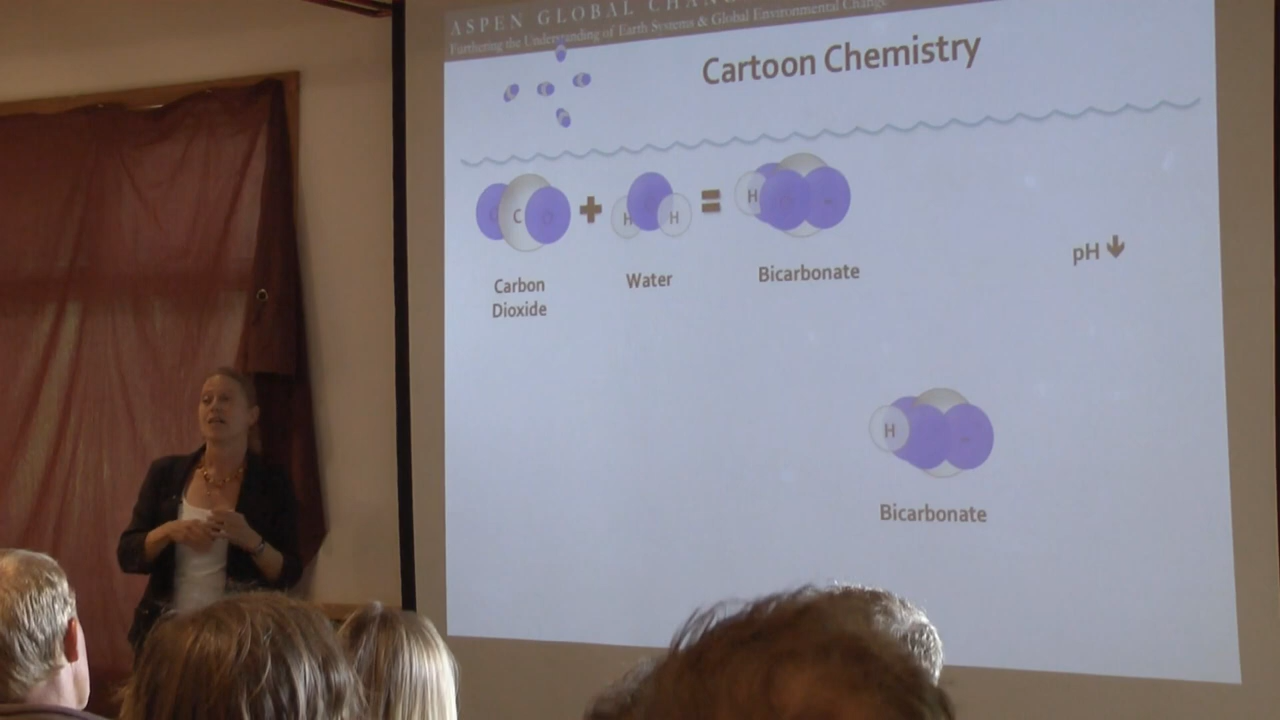 ASPEN GLOBAL CHAN
Furthering the Understanding of Earth Systems & Global Environmental Change
Cartoon Chemistry
C + H H = H
Carbon Dioxide
Water
Bicarbonate
pH ↓
H
Bicarbonate